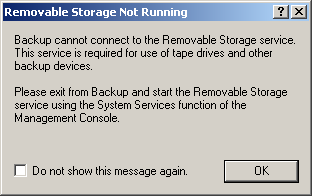 Removable Storage Not Running
Backup cannot connect to the Removable Storage service.
This service is required for use of tape drives and other
backup devices.
Please exit from Backup and start the Removable Storage
service using the System Services function of the
Management Console.
Do not show this message again.
OK